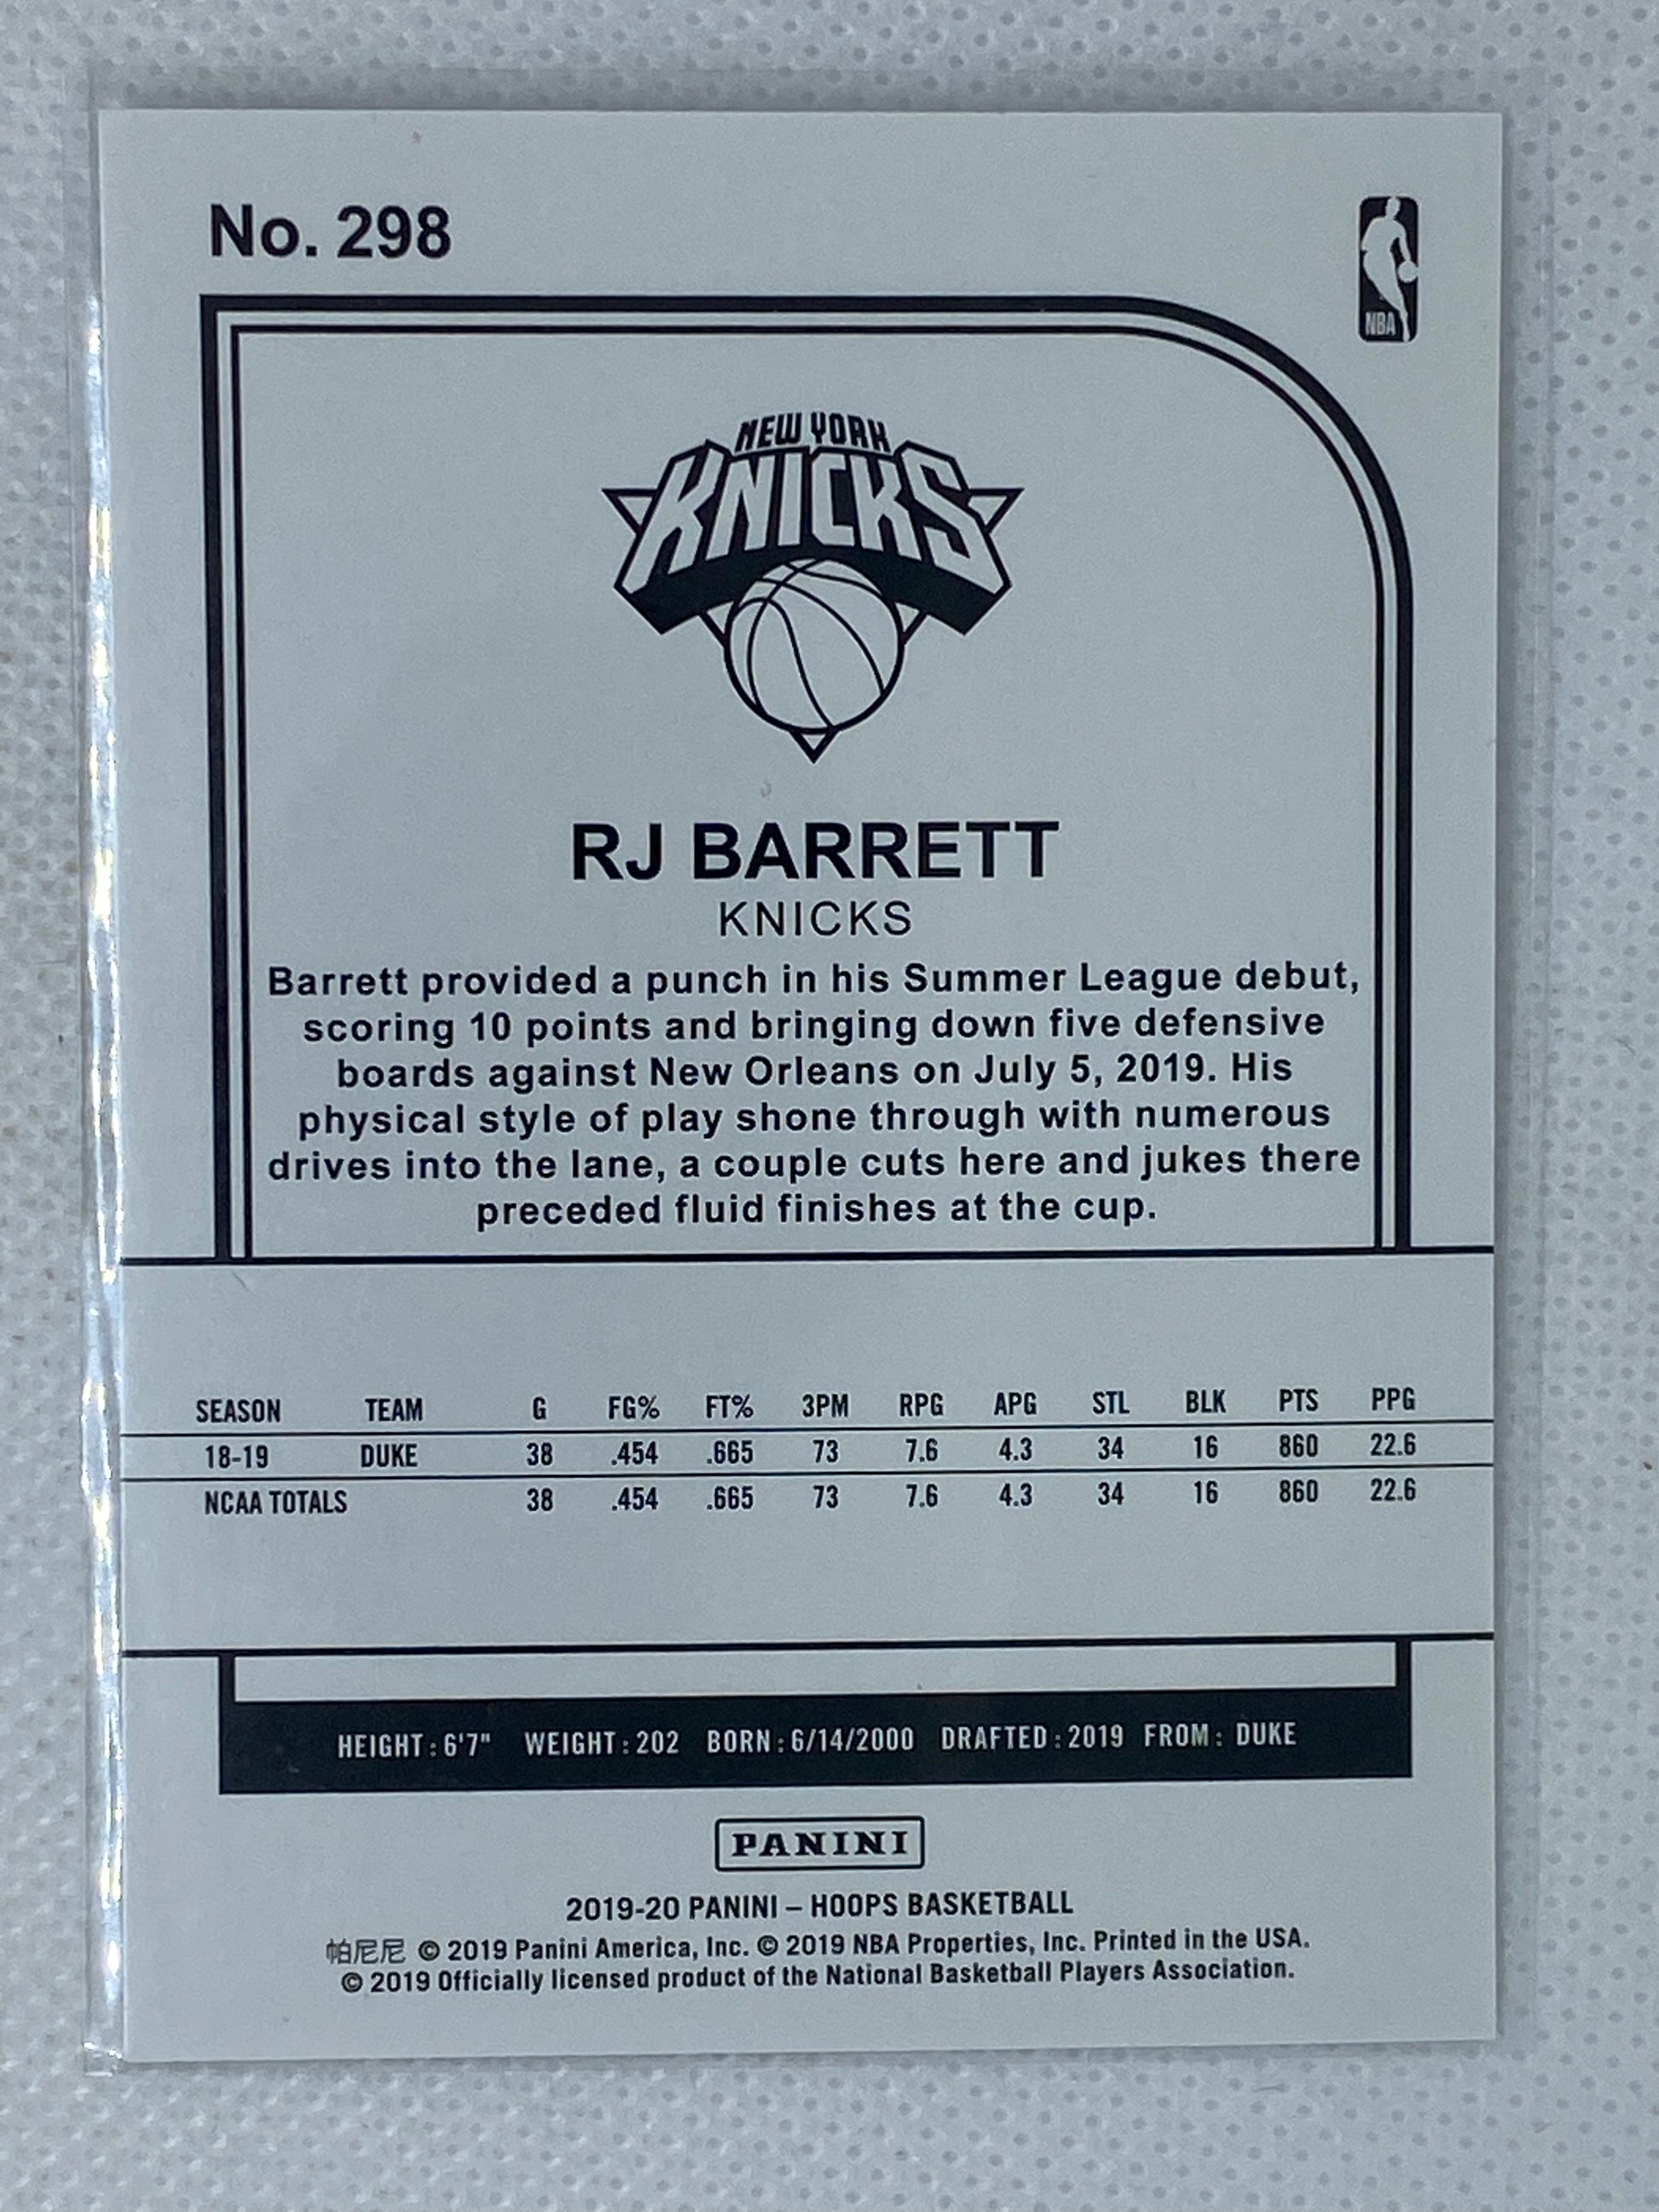 No. 298
NBA
NEW YORK
KNICKS
RJ BARRETT
KNICKS
Barrett provided a punch in his Summer League debut,
scoring 10 points and bringing down five defensive
boards against New Orleans on July 5, 2019. His
physical style of play shone through with numerous
drives into the lane, a couple cuts here and jukes there
preceded fluid finishes at the cup.
SEASON TEAM G FG% FT% 3PM RPG APG STL BLK PTS PPG
18-19 DUKE 38 .454 .665 73 7.6 4.3 34 16 860 22.6
NCAA TOTALS 38 .454 .665 73 7.6 4.3 34 16 860 22.6
HEIGHT: 6'7" WEIGHT: 202 BORN: 6/14/2000 DRAFTED: 2019 FROM: DUKE
PANINI
2019-20 PANINI – HOOPS BASKETBALL
帕尼尼 © 2019 Panini America, Inc. © 2019 NBA Properties, Inc. Printed in the USA.
© 2019 Officially licensed product of the National Basketball Players Association.